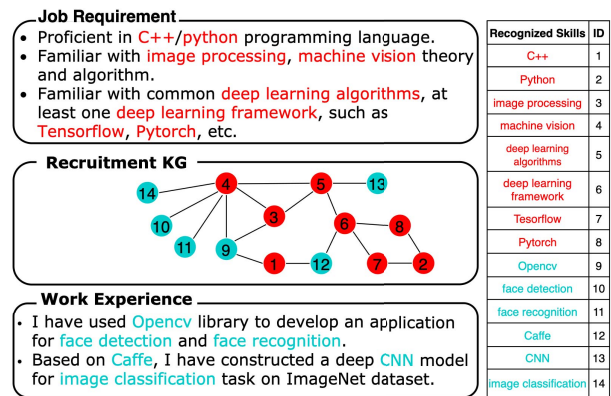 Job Requirement
• Proficient in C++/python programming language.
• Familiar with image processing, machine vision theory
and algorithm.
• Familiar with common deep learning algorithms, at
least one deep learning framework, such as
Tensorflow, Pytorch, etc.
Recruitment KG
4
5
13
14
3
10
6
8
11
9
1
12
7
2
Work Experience
• I have used Opencv library to develop an application
for face detection and face recognition.
• Based on Caffe, I have constructed a deep CNN model
for image classification task on ImageNet dataset.
Recognized Skills ID
C++ 1
Python 2
image processing 3
machine vision 4
deep learning
algorithms 5
deep learning
framework 6
Tesorflow 7
Pytorch 8
Opencv 9
face detection 10
face recognition 11
Caffe 12
CNN 13
image classification 14